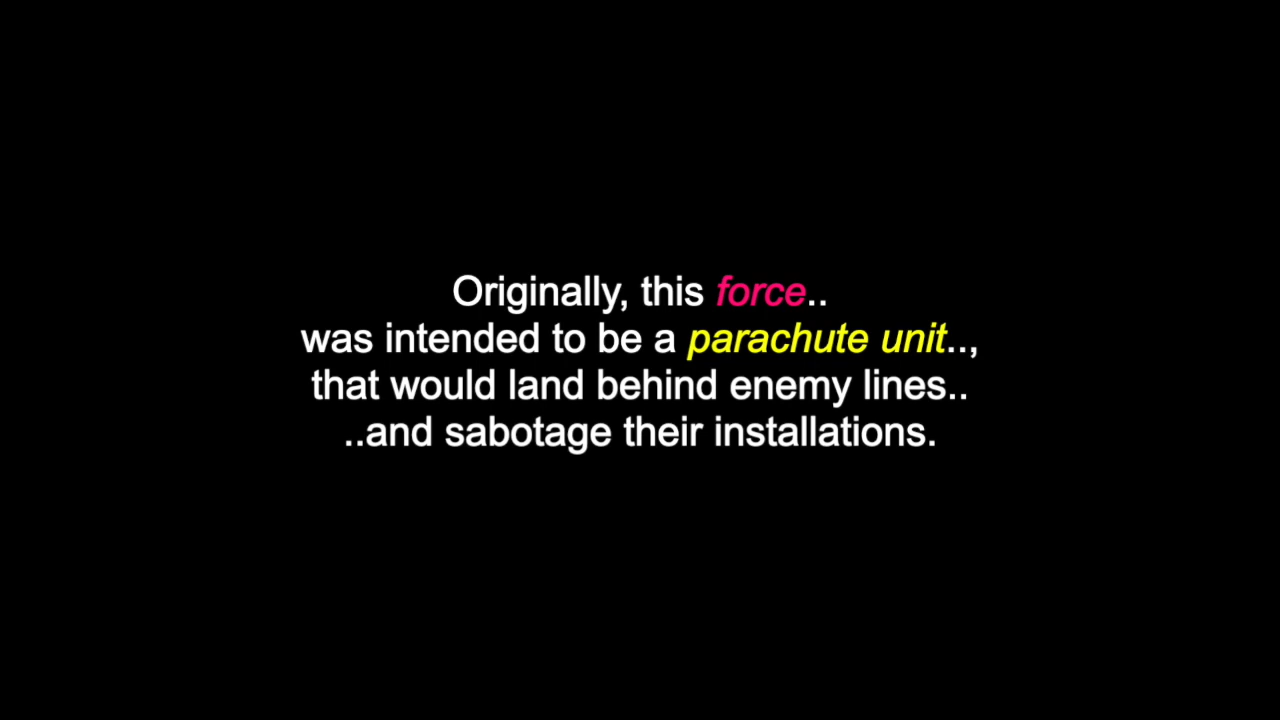 Originally, this force..
was intended to be a parachute unit..,
that would land behind enemy lines..
..and sabotage their installations.